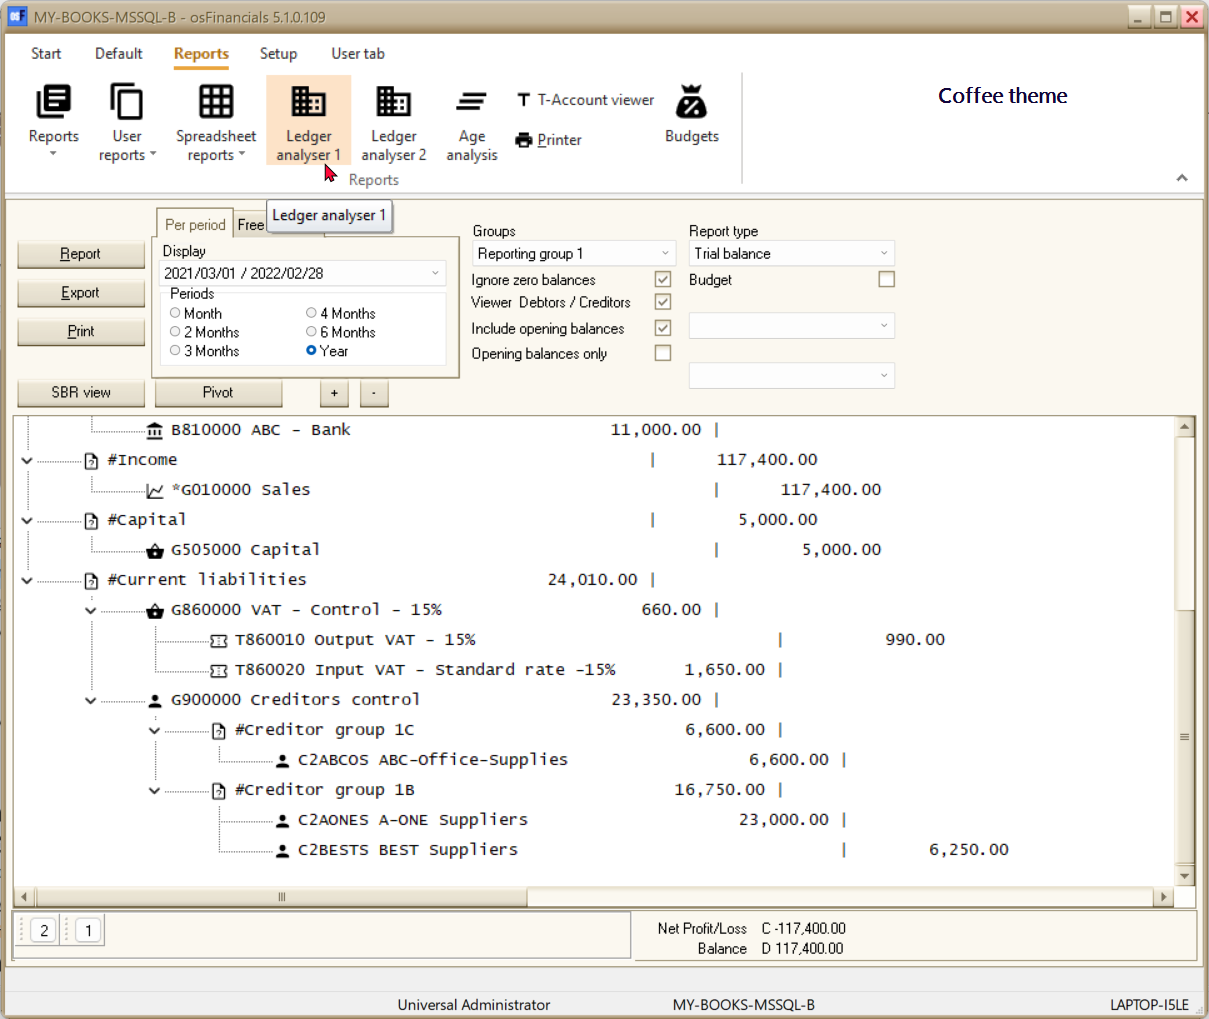 MY-BOOKS-MSSQL-B - osFinancials 5.1.0.109
Start Default Reports Setup User tab
Reports
User reports
Spreadsheet reports
Ledger analyser 1
Ledger analyser 2
Age analysis
T-Account viewer
Printer
Budgets
Coffee theme
Reports
Ledger analyser 1
Per period Free
Report
Export
Print
SBR view
Pivot
+
-
Display
2021/03/01 / 2022/02/28
Periods
Month 4 Months
2 Months 6 Months
3 Months Year
Groups
Reporting group 1
Ignore zero balances
Viewer Debtors / Creditors
Include opening balances
Opening balances only
Report type
Trial balance
Budget
B810000 ABC - Bank 11,000.00 |
#Income | 117,400.00
*G010000 Sales | 117,400.00
#Capital | 5,000.00
G505000 Capital | 5,000.00
#Current liabilities 24,010.00 |
G860000 VAT - Control - 15% 660.00 |
T860010 Output VAT - 15% | 990.00
T860020 Input VAT - Standard rate -15% 1,650.00 |
G900000 Creditors control 23,350.00 |
#Creditor group 1C 6,600.00 |
C2ABCOS ABC-Office-Supplies 6,600.00 |
#Creditor group 1B 16,750.00 |
C2AONES A-ONE Suppliers 23,000.00 |
C2BESTS BEST Suppliers | 6,250.00
2 1
Net Profit/Loss C -117,400.00
Balance D 117,400.00
Universal Administrator MY-BOOKS-MSSQL-B LAPTOP-I5LE